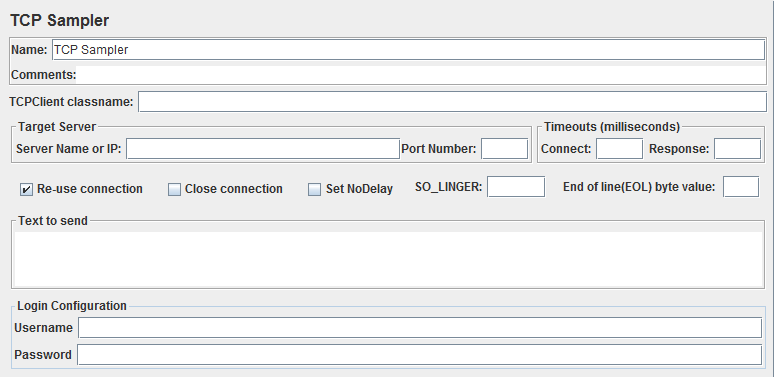 TCP Sampler
Name: TCP Sampler
Comments:
TCPClient classname:
Target Server Timeouts (milliseconds)
Server Name or IP: Port Number: Connect: Response:
Re-use connection Close connection Set NoDelay SO_LINGER: End of line(EOL) byte value:
Text to send
Login Configuration
Username
Password